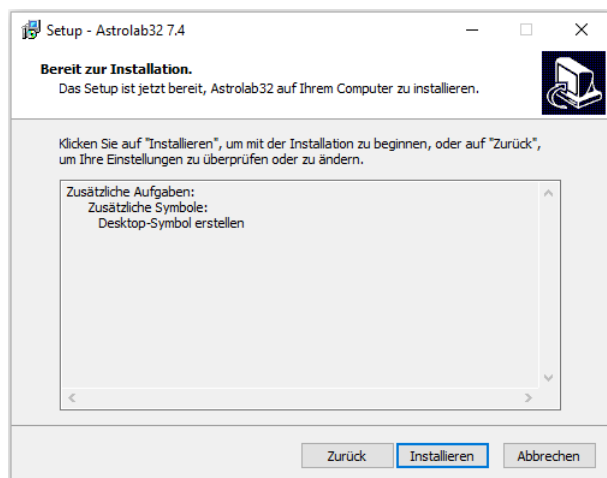 Setup - Astrolab32 7.4
Bereit zur Installation.
Das Setup ist jetzt bereit, Astrolab32 auf Ihrem Computer zu installieren.
Klicken Sie auf "Installieren", um mit der Installation zu beginnen, oder auf "Zurück",
um Ihre Einstellungen zu überprüfen oder zu ändern.
Zusätzliche Aufgaben:
Zusätzliche Symbole:
Desktop-Symbol erstellen
Zurück
Installieren
Abbrechen